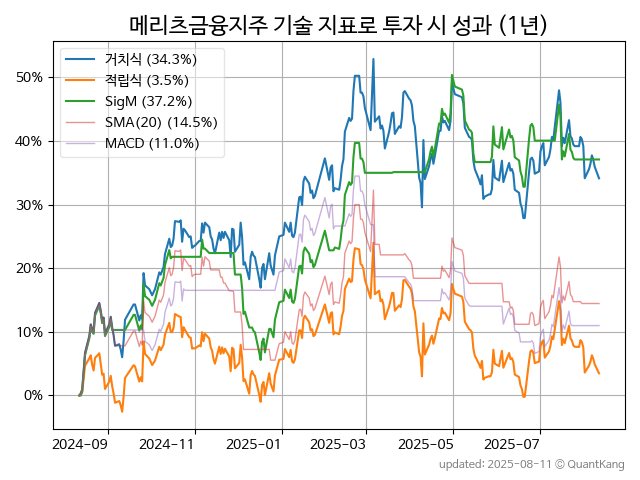 메리츠금융지주 기술 지표로 투자 시 성과 (1년)
거치식 (34.3%)
적립식 (3.5%)
SigM (37.2%)
SMA(20) (14.5%)
MACD (11.0%)
50%
40%
30%
20%
10%
0%
2024-09 2024-11 2025-01 2025-03 2025-05 2025-07
updated: 2025-08-11 © QuantKang